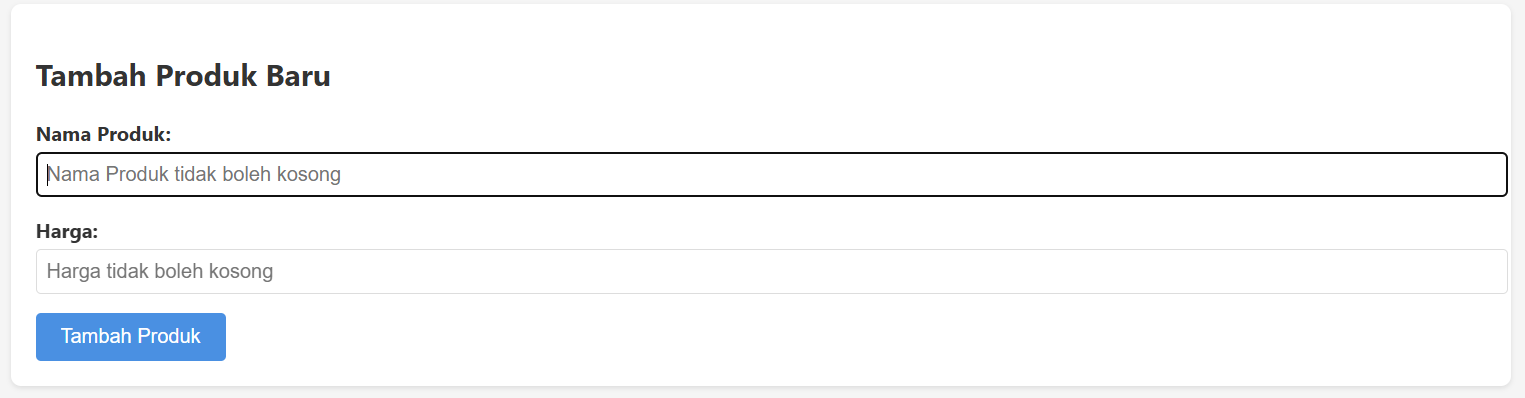 Tambah Produk Baru
Nama Produk:
Nama Produk tidak boleh kosong
Harga:
Harga tidak boleh kosong
Tambah Produk